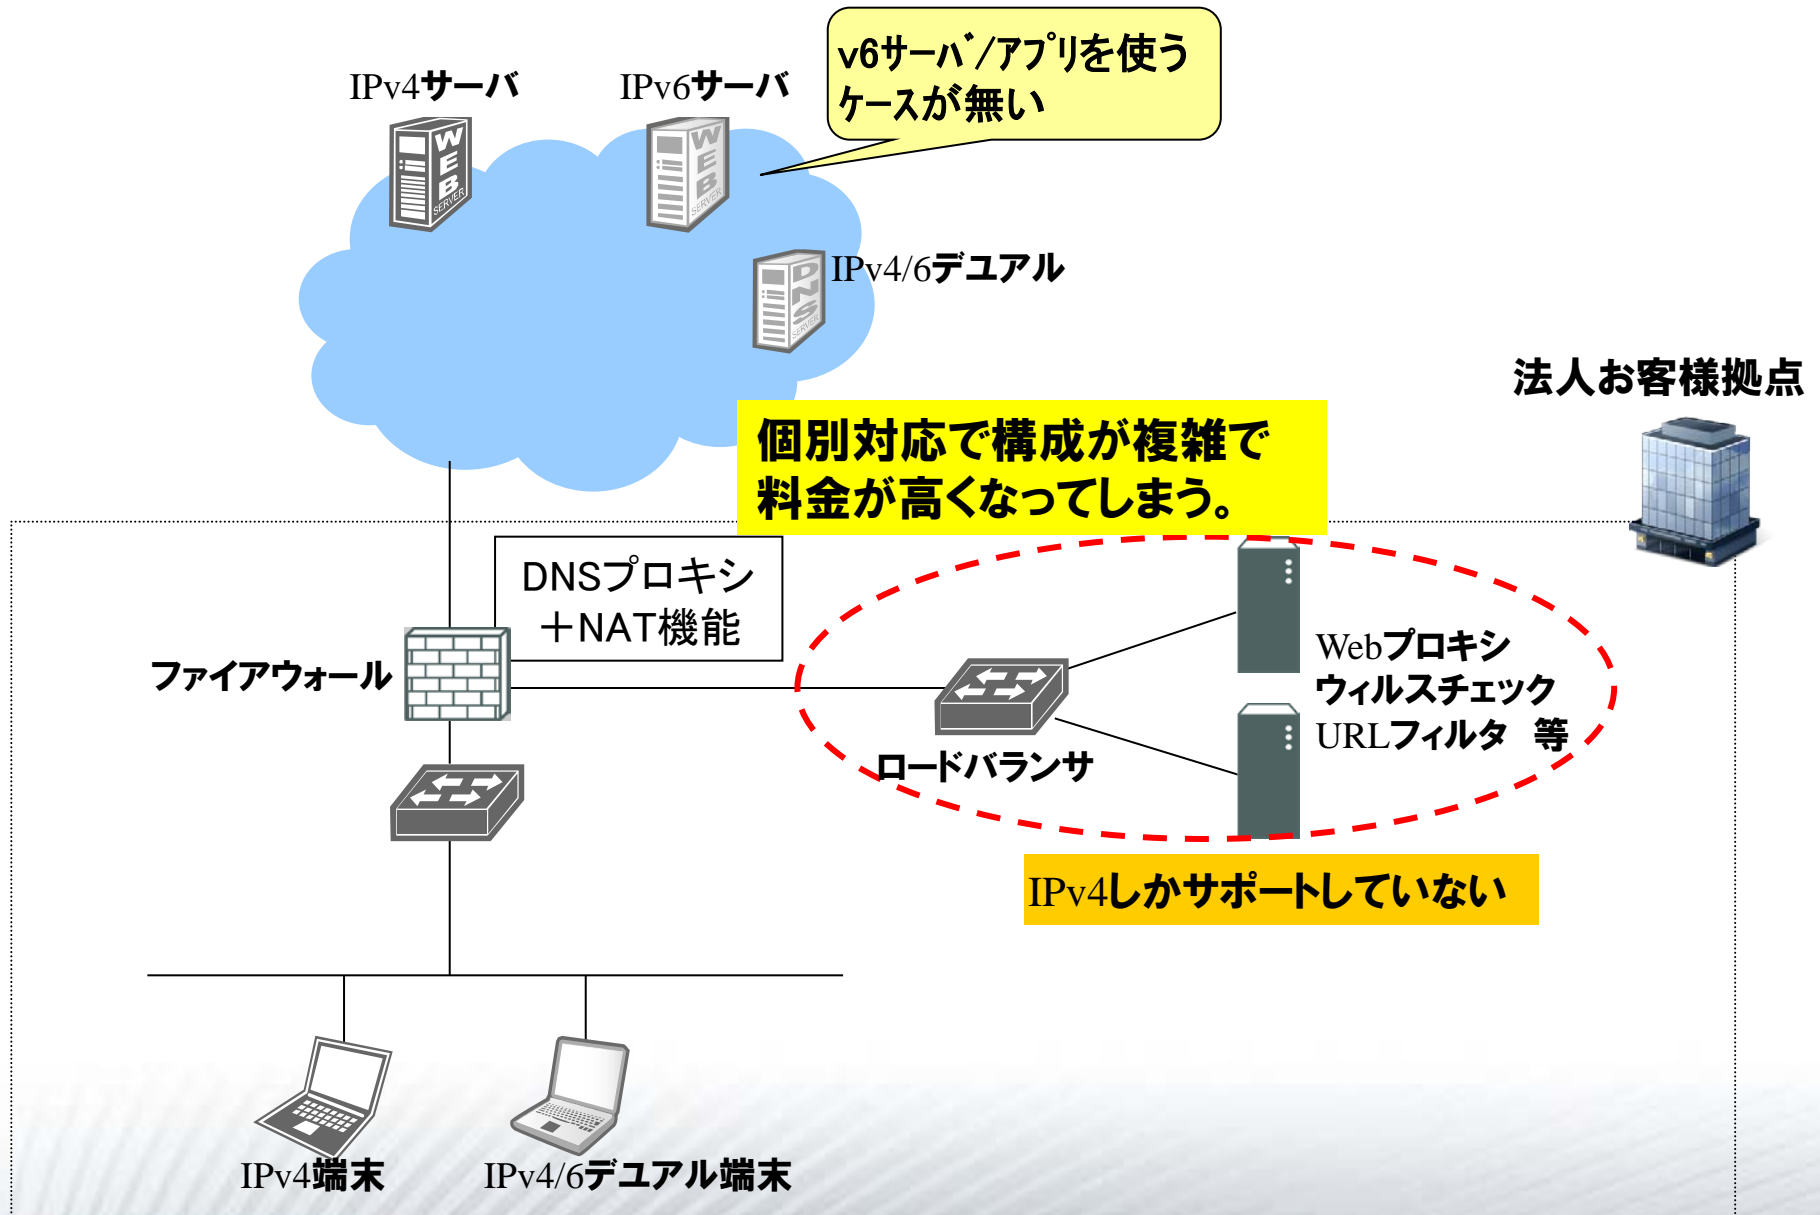 v6サーバ/アプリを使う
ケースが無い
IPv4サーバ
IPv6サーバ
WEB
SERVER
WEB
SERVER
DNS
SERVER
IPv4/6デュアル
法人お客様拠点
個別対応で構成が複雑で
料金が高くなってしまう。
DNSプロキシ
＋NAT機能
ファイアウォール
Webプロキシ
ウィルスチェック
URLフィルタ　等
ロードバランサ
IPv4しかサポートしていない
IPv4端末
IPv4/6デュアル端末